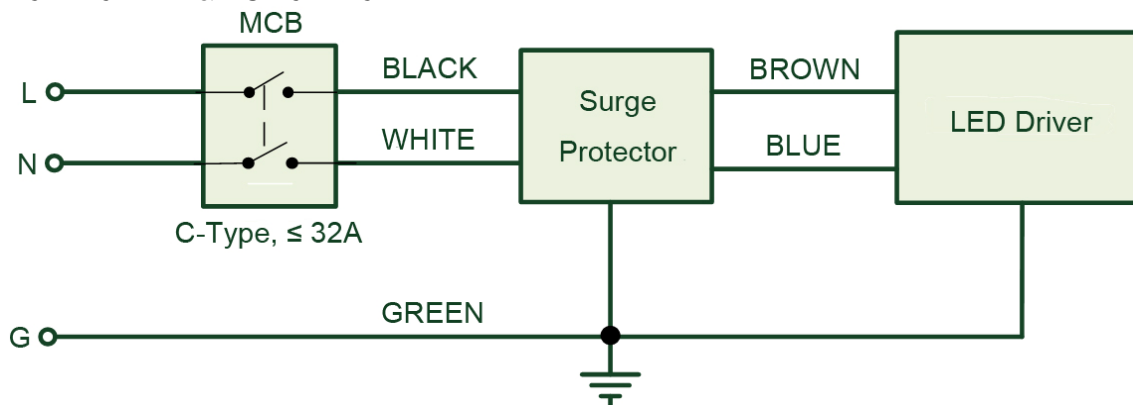 MCB
L
BLACK
BROWN
Surge
Protector
LED Driver
N
WHITE
BLUE
C-Type, ≤ 32A
G
GREEN